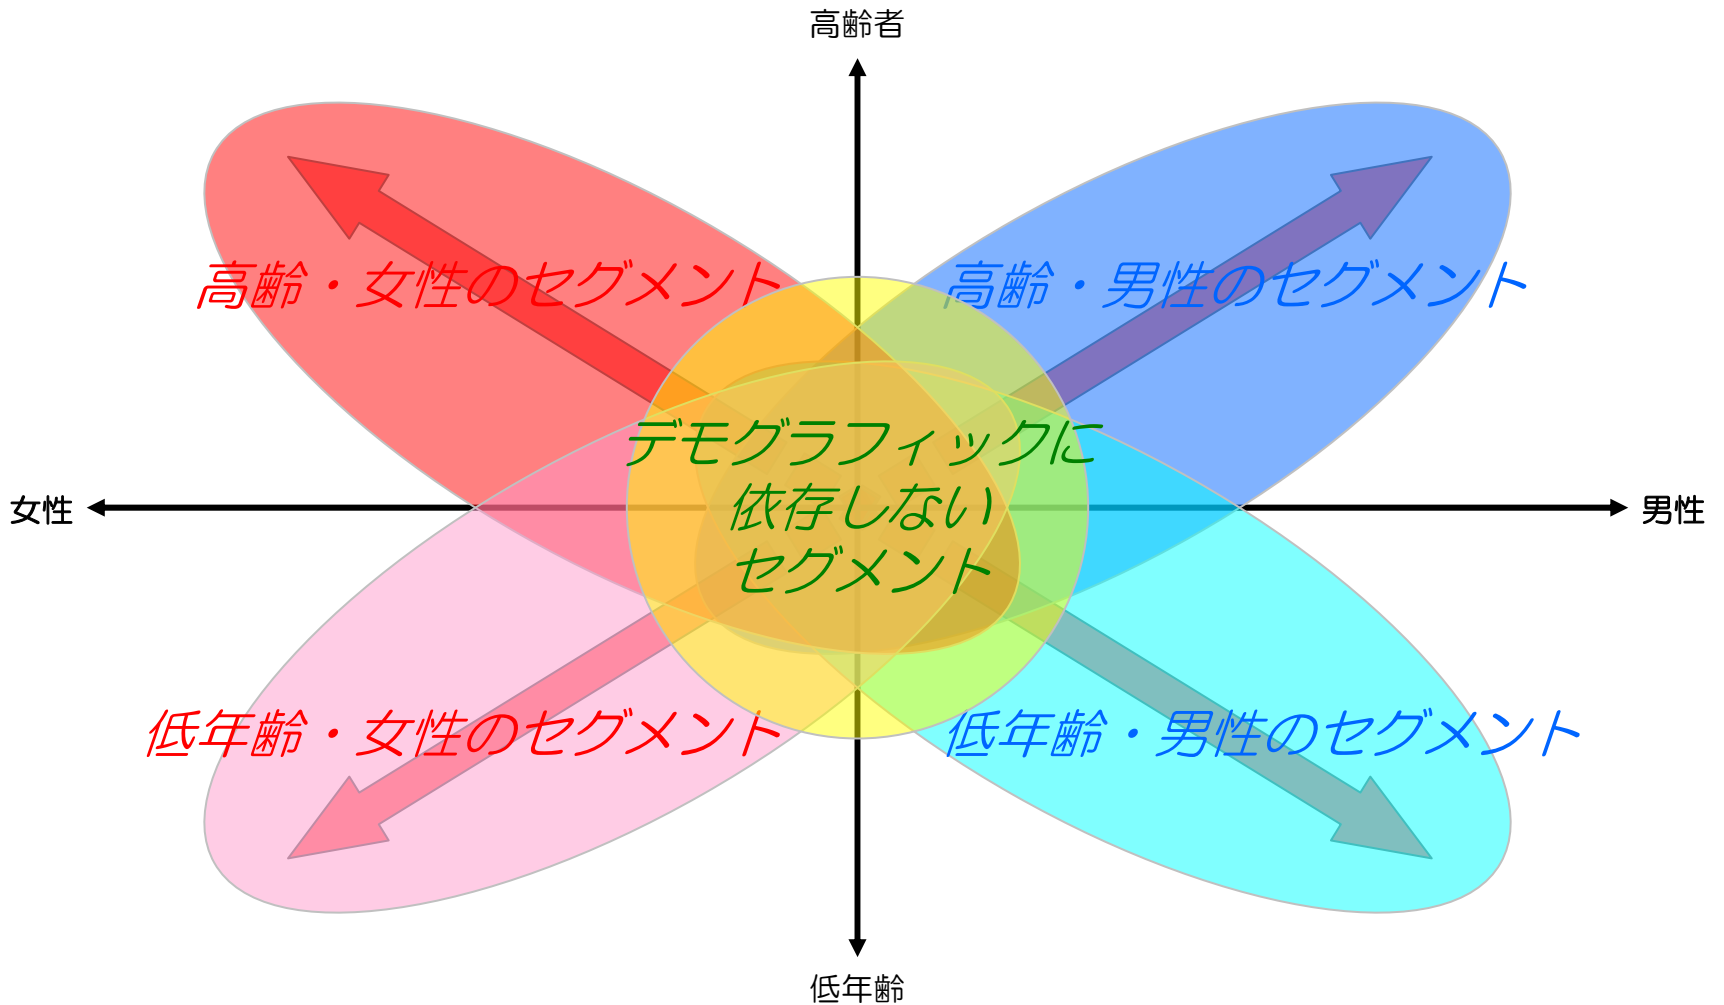 高齢者
高齢・女性のセグメント
高齢・男性のセグメント
デモグラフィックに
依存しない
セグメント
女性
男性
低年齢・女性のセグメント
低年齢・男性のセグメント
低年齢